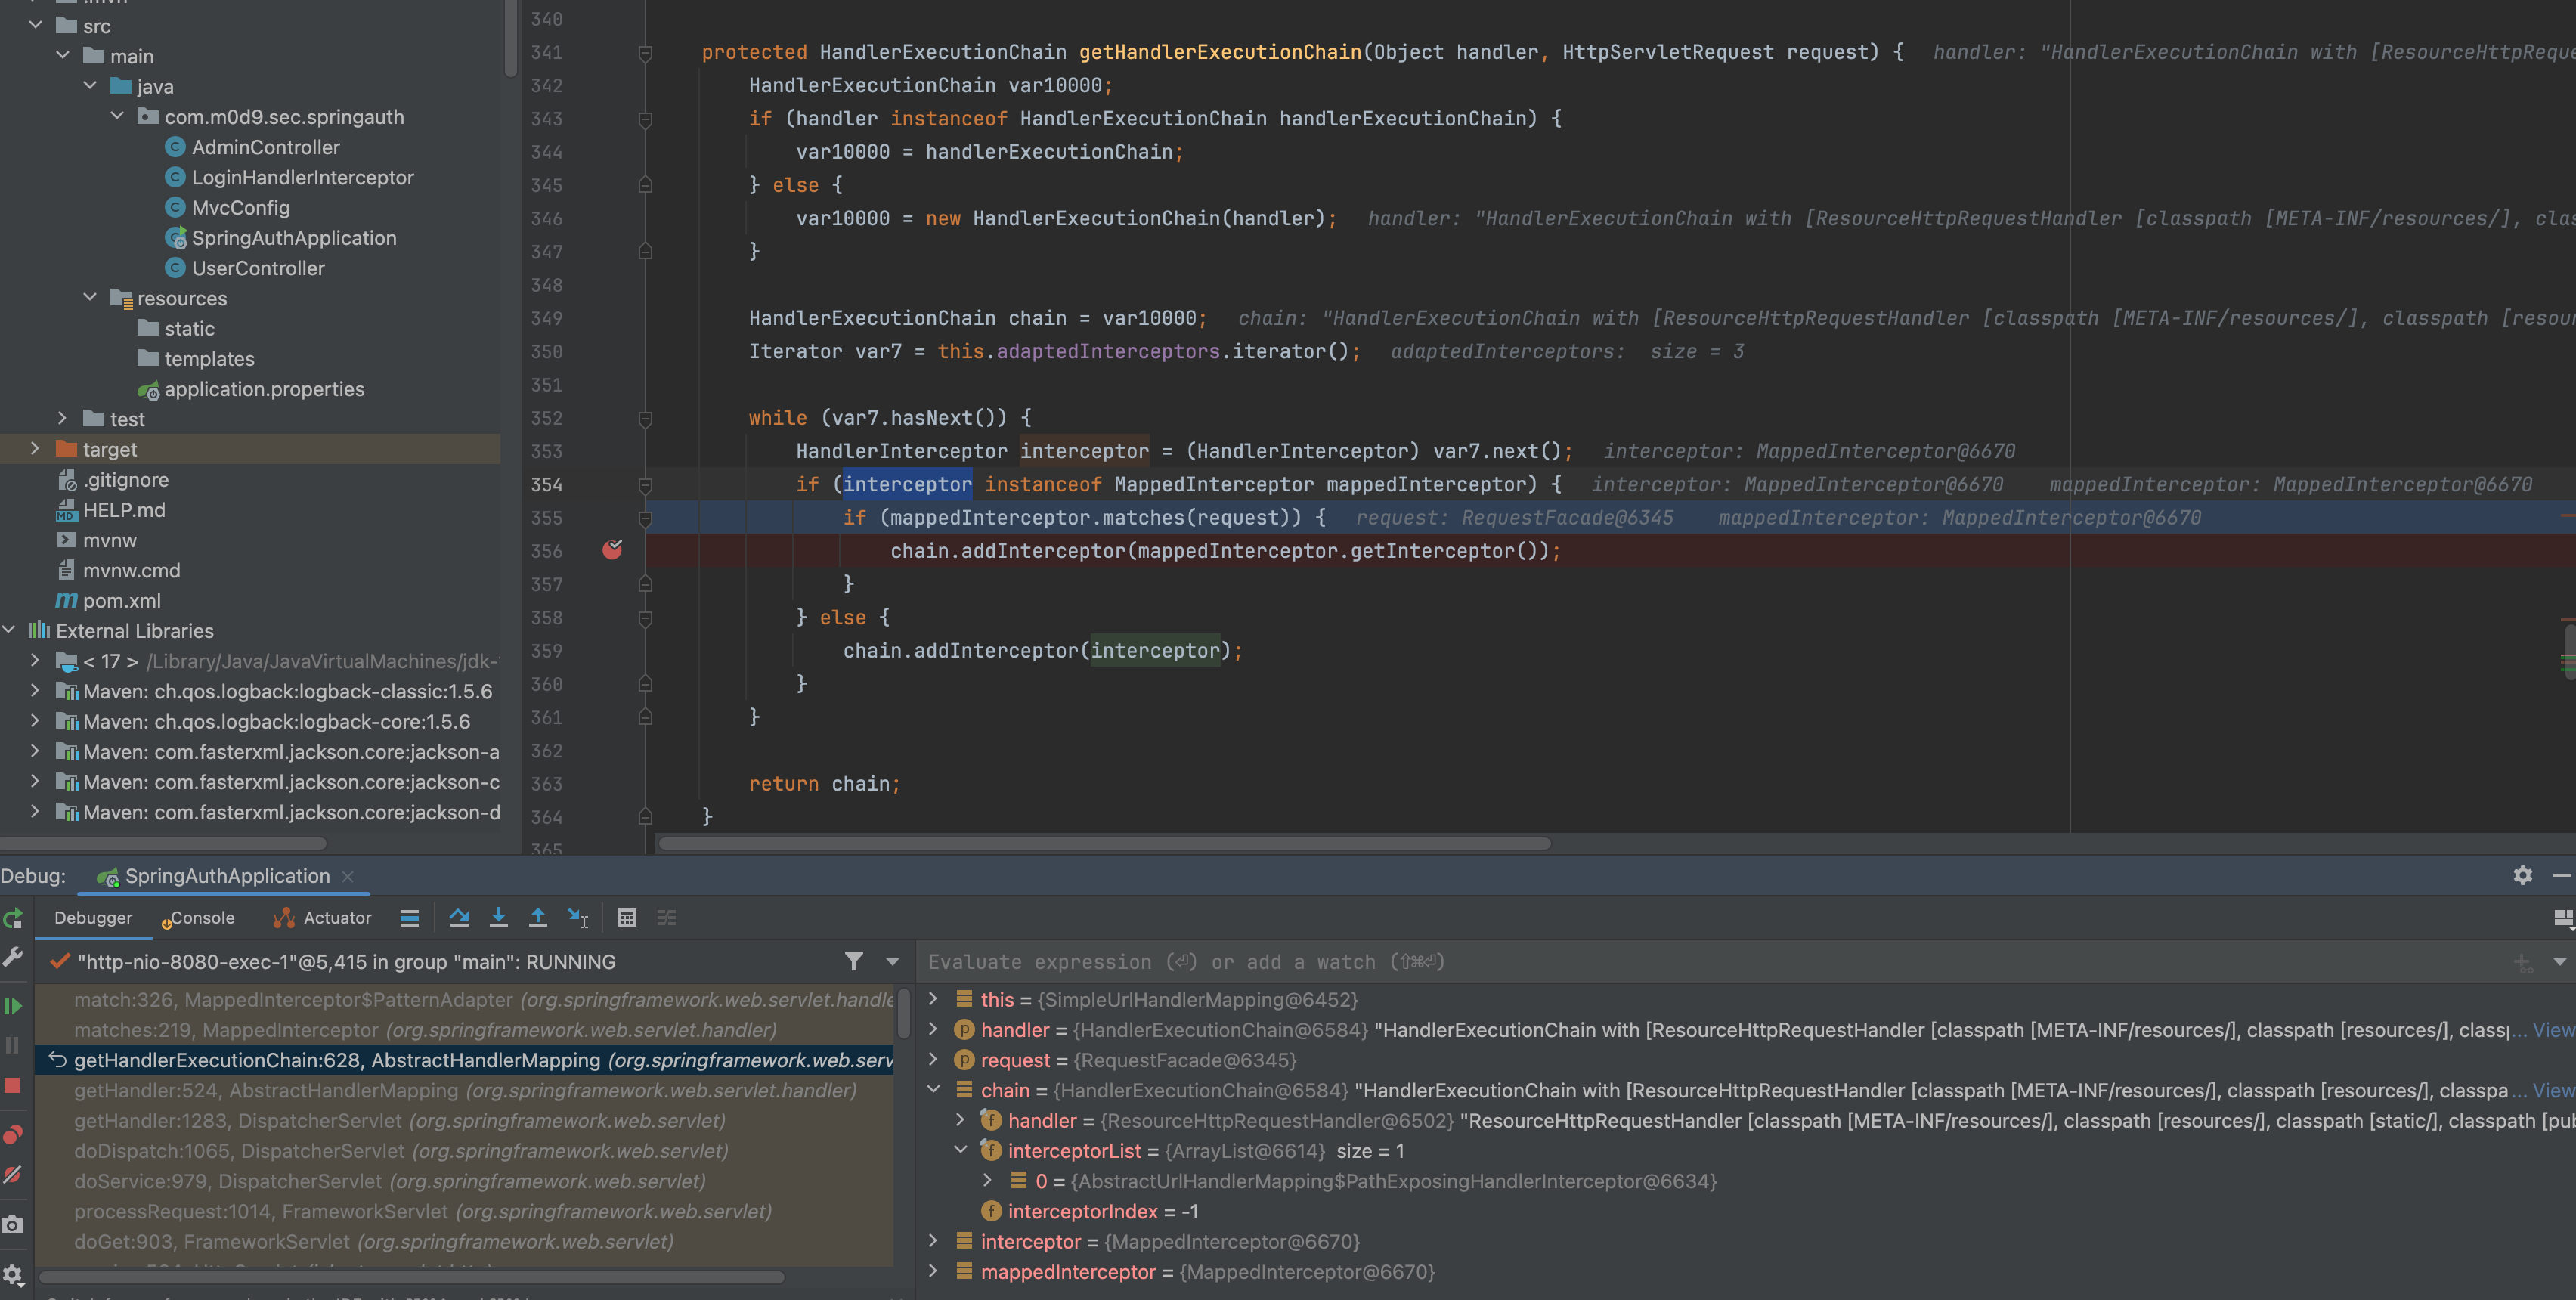 src
main
java
com.m0d9.sec.springauth
AdminController
LoginHandlerInterceptor
MvcConfig
SpringAuthApplication
UserController
resources
static
templates
application.properties
test
target
.gitignore
HELP.md
mvnw
mvnw.cmd
pom.xml
External Libraries
< 17 > /Library/Java/JavaVirtualMachines/jdk-
Maven: ch.qos.logback:logback-classic:1.5.6
Maven: ch.qos.logback:logback-core:1.5.6
Maven: com.fasterxml.jackson.core:jackson-a
Maven: com.fasterxml.jackson.core:jackson-c
Maven: com.fasterxml.jackson.core:jackson-d
340
341 protected HandlerExecutionChain getHandlerExecutionChain(Object handler, HttpServletRequest request) { handler: "HandlerExecutionChain with [ResourceHttpReque
342 HandlerExecutionChain var10000;
343 if (handler instanceof HandlerExecutionChain handlerExecutionChain) {
344 var10000 = handlerExecutionChain;
345 } else {
346 var10000 = new HandlerExecutionChain(handler); handler: "HandlerExecutionChain with [ResourceHttpRequestHandler [classpath [META-INF/resources/], clas
347 }
348
349 HandlerExecutionChain chain = var10000; chain: "HandlerExecutionChain with [ResourceHttpRequestHandler [classpath [META-INF/resources/], classpath [resou
350 Iterator var7 = this.adaptedInterceptors.iterator(); adaptedInterceptors: size = 3
351
352 while (var7.hasNext()) {
353 HandlerInterceptor interceptor = (HandlerInterceptor) var7.next(); interceptor: MappedInterceptor@6670
354 if (interceptor instanceof MappedInterceptor mappedInterceptor) { interceptor: MappedInterceptor@6670 mappedInterceptor: MappedInterceptor@6670
355 if (mappedInterceptor.matches(request)) { request: RequestFacade@6345 mappedInterceptor: MappedInterceptor@6670
356 chain.addInterceptor(mappedInterceptor.getInterceptor());
357 }
358 } else {
359 chain.addInterceptor(interceptor);
360 }
361 }
362
363 return chain;
364 }
365
Debug: SpringAuthApplication
Debugger Console Actuator
"http-nio-8080-exec-1"@5,415 in group "main": RUNNING
match:326, MappedInterceptor$PatternAdapter (org.springframework.web.servlet.handle
matches:219, MappedInterceptor (org.springframework.web.servlet.handler)
getHandlerExecutionChain:628, AbstractHandlerMapping (org.springframework.web.serv
getHandler:524, AbstractHandlerMapping (org.springframework.web.servlet.handler)
getHandler:1283, DispatcherServlet (org.springframework.web.servlet)
doDispatch:1065, DispatcherServlet (org.springframework.web.servlet)
doService:979, DispatcherServlet (org.springframework.web.servlet)
processRequest:1014, FrameworkServlet (org.springframework.web.servlet)
doGet:903, FrameworkServlet (org.springframework.web.servlet)
Evaluate expression (⏎) or add a watch (⇧⌘⏎)
this = {SimpleUrlHandlerMapping@6452}
handler = {HandlerExecutionChain@6584} "HandlerExecutionChain with [ResourceHttpRequestHandler [classpath [META-INF/resources/], classpath [resources/], classp... View
request = {RequestFacade@6345}
chain = {HandlerExecutionChain@6584} "HandlerExecutionChain with [ResourceHttpRequestHandler [classpath [META-INF/resources/], classpath [resources/], classpa... View
handler = {ResourceHttpRequestHandler@6502} "ResourceHttpRequestHandler [classpath [META-INF/resources/], classpath [resources/], classpath [static/], classpath [pub
interceptorList = {ArrayList@6614} size = 1
0 = {AbstractUrlHandlerMapping$PathExposingHandlerInterceptor@6634}
interceptorIndex = -1
interceptor = {MappedInterceptor@6670}
mappedInterceptor = {MappedInterceptor@6670}